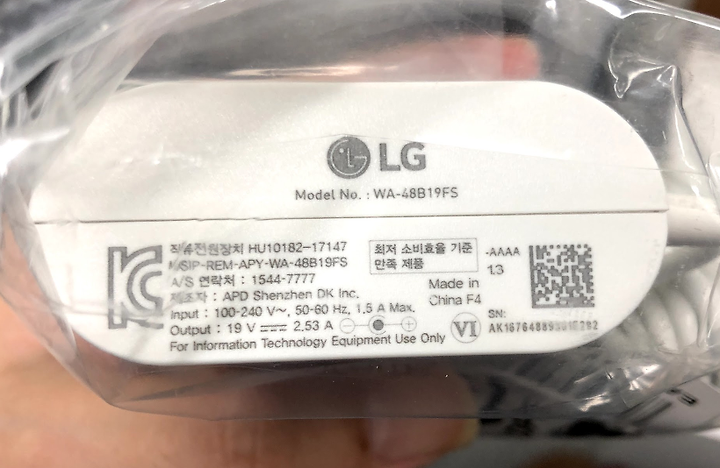 LG
Model No. : WA-48B19FS
직류전원장치 HU10182-17147
MSIP-REM-APY-WA-48B19FS
A/S 연락처 : 1544-7777
제조자 : APD Shenzhen DK Inc.
Input : 100-240 V~, 50-60 Hz, 1.5 A Max.
Output : 19 V 2.53 A
For Information Technology Equipment Use Only
최저 소비효율 기준
만족 제품
-AAAA
1.3
Made in
China F4
VI
SN: